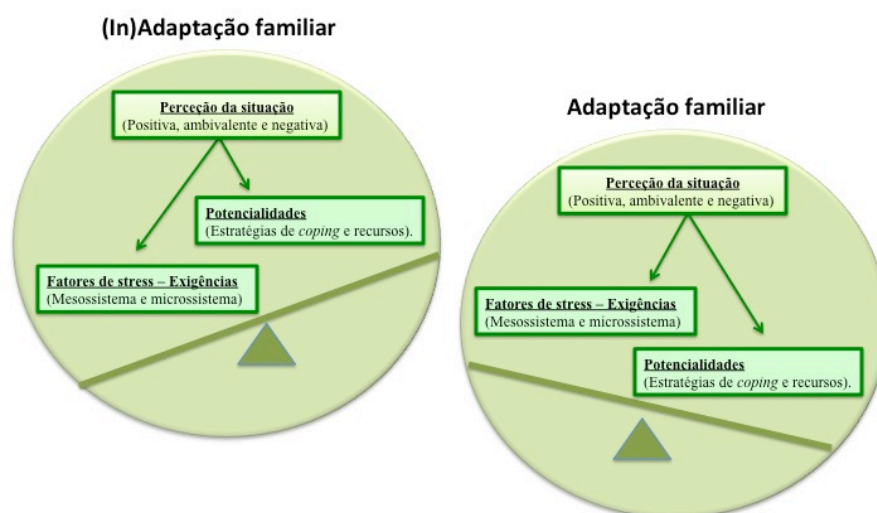 (In)Adaptação familiar
Perceção da situação
(Positiva, ambivalente e negativa)
Potencialidades
(Estratégias de coping e recursos).
Fatores de stress – Exigências
(Mesossistema e microssistema)
Adaptação familiar
Perceção da situação
(Positiva, ambivalente e negativa)
Fatores de stress – Exigências
(Mesossistema e microssistema)
Potencialidades
(Estratégias de coping e recursos).